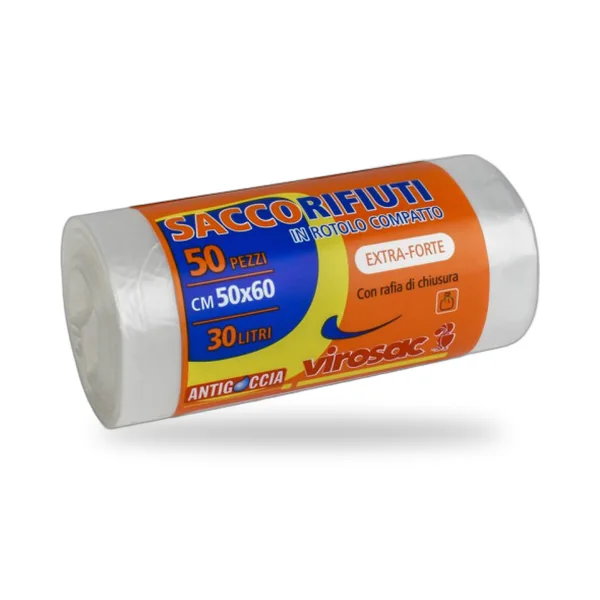 SACCORIFIUTI
IN ROTOLO COMPATTO
50 PEZZI
CM 50x60
30 LITRI
ANTIGOCCIA
EXTRA-FORTE
Con rafia di chiusura
virosac